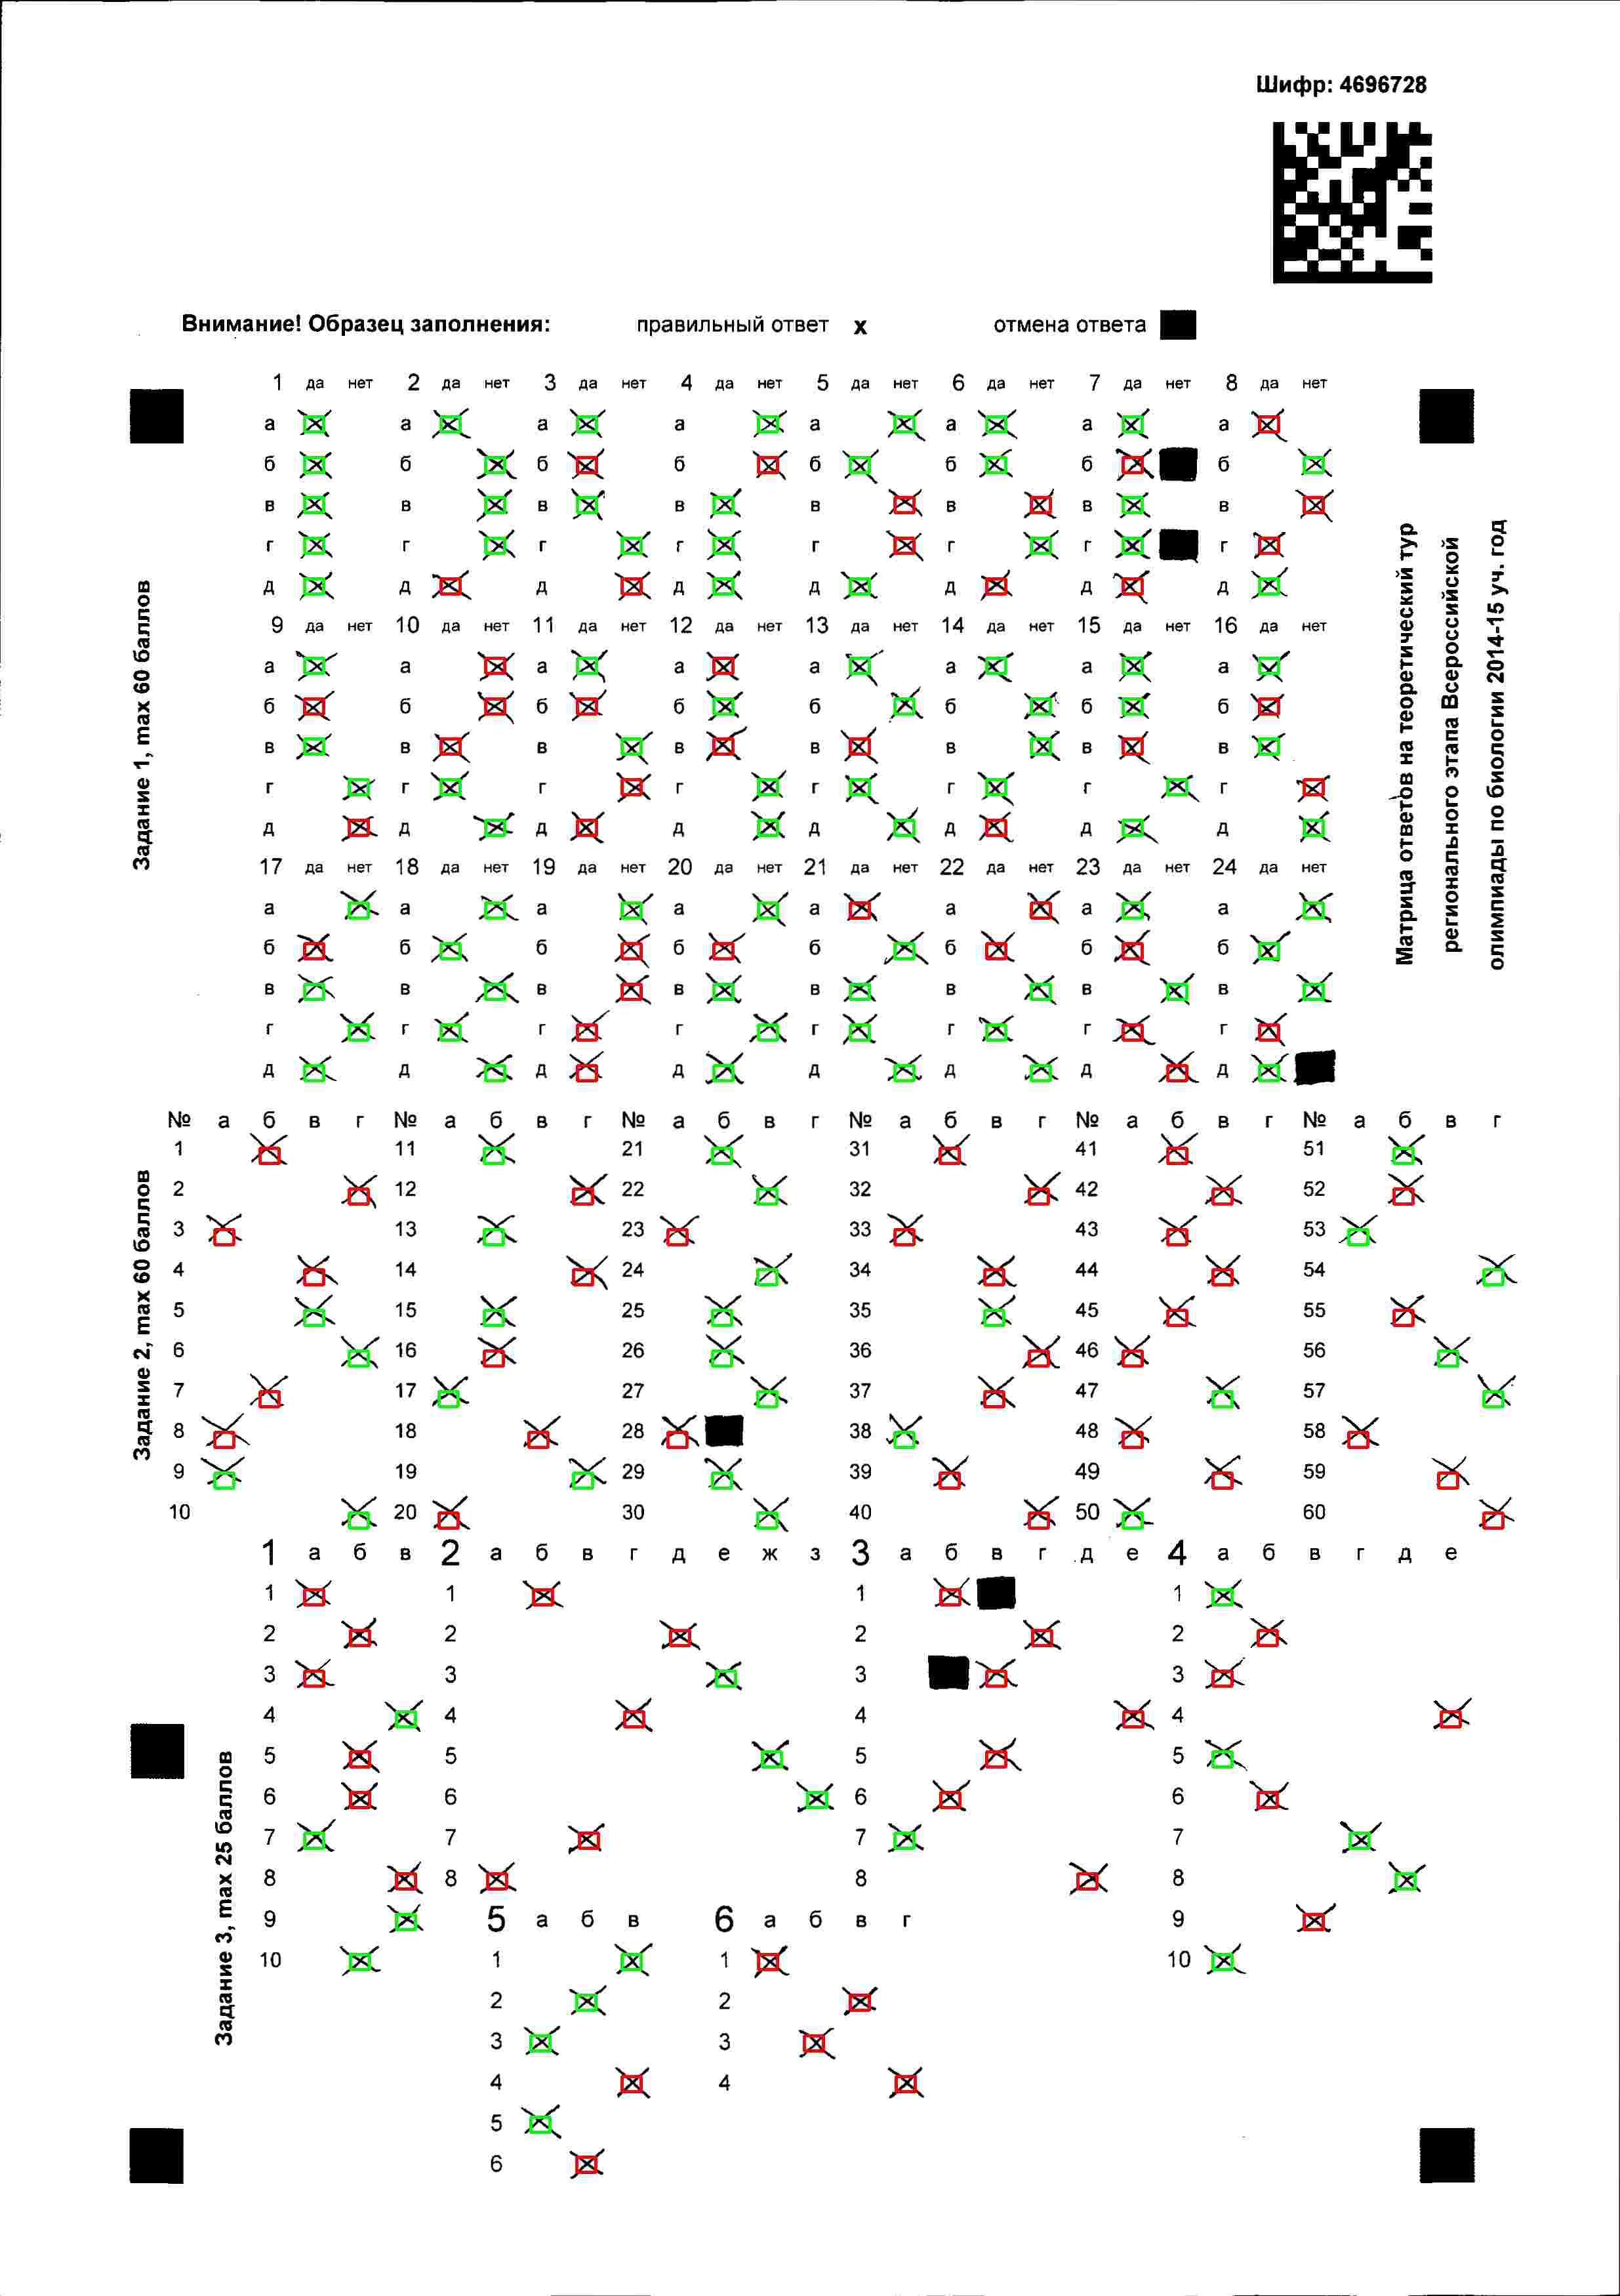 Шифр: 4696728
Внимание! Образец заполнения: правильный ответ х отмена ответа
Задание 1, max 60 баллов
1 да нет 2 да нет 3 да нет 4 да нет 5 да нет 6 да нет 7 да нет 8 да нет
а а а а а а а а
б б б б б б б б
в в в в в в в в
г г г г г г г г
д д д д д д д д
9 да нет 10 да нет 11 да нет 12 да нет 13 да нет 14 да нет 15 да нет 16 да нет
а а а а а а а а
б б б б б б б б
в в в в в в в в
г г г г г г г г
д д д д д д д д
17 да нет 18 да нет 19 да нет 20 да нет 21 да нет 22 да нет 23 да нет 24 да нет
а а а а а а а а
б б б б б б б б
в в в в в в в в
г г г г г г г г
д д д д д д д д
Матрица ответов на теоретический тур
регионального этапа Всероссийской
олимпиады по биологии 2014-15 уч. год
Задание 2, max 60 баллов
№ а б в г № а б в г № а б в г № а б в г № а б в г № а б в г
1 11 21 31 41 51
2 12 22 32 42 52
3 13 23 33 43 53
4 14 24 34 44 54
5 15 25 35 45 55
6 16 26 36 46 56
7 17 27 37 47 57
8 18 28 38 48 58
9 19 29 39 49 59
10 20 30 40 50 60
Задание 3, max 25 баллов
1 а б в 2 а б в г д е ж з 3 а б в г д е 4 а б в г д е
1 1 1 1
2 2 2 2
3 3 3 3
4 4 4 4
5 5 5 5
6 6 6 6
7 7 7 7
8 8 8 8
9 5 а б в 6 а б в г 9
10 1 1 10
2 2
3 3
4 4
5
6